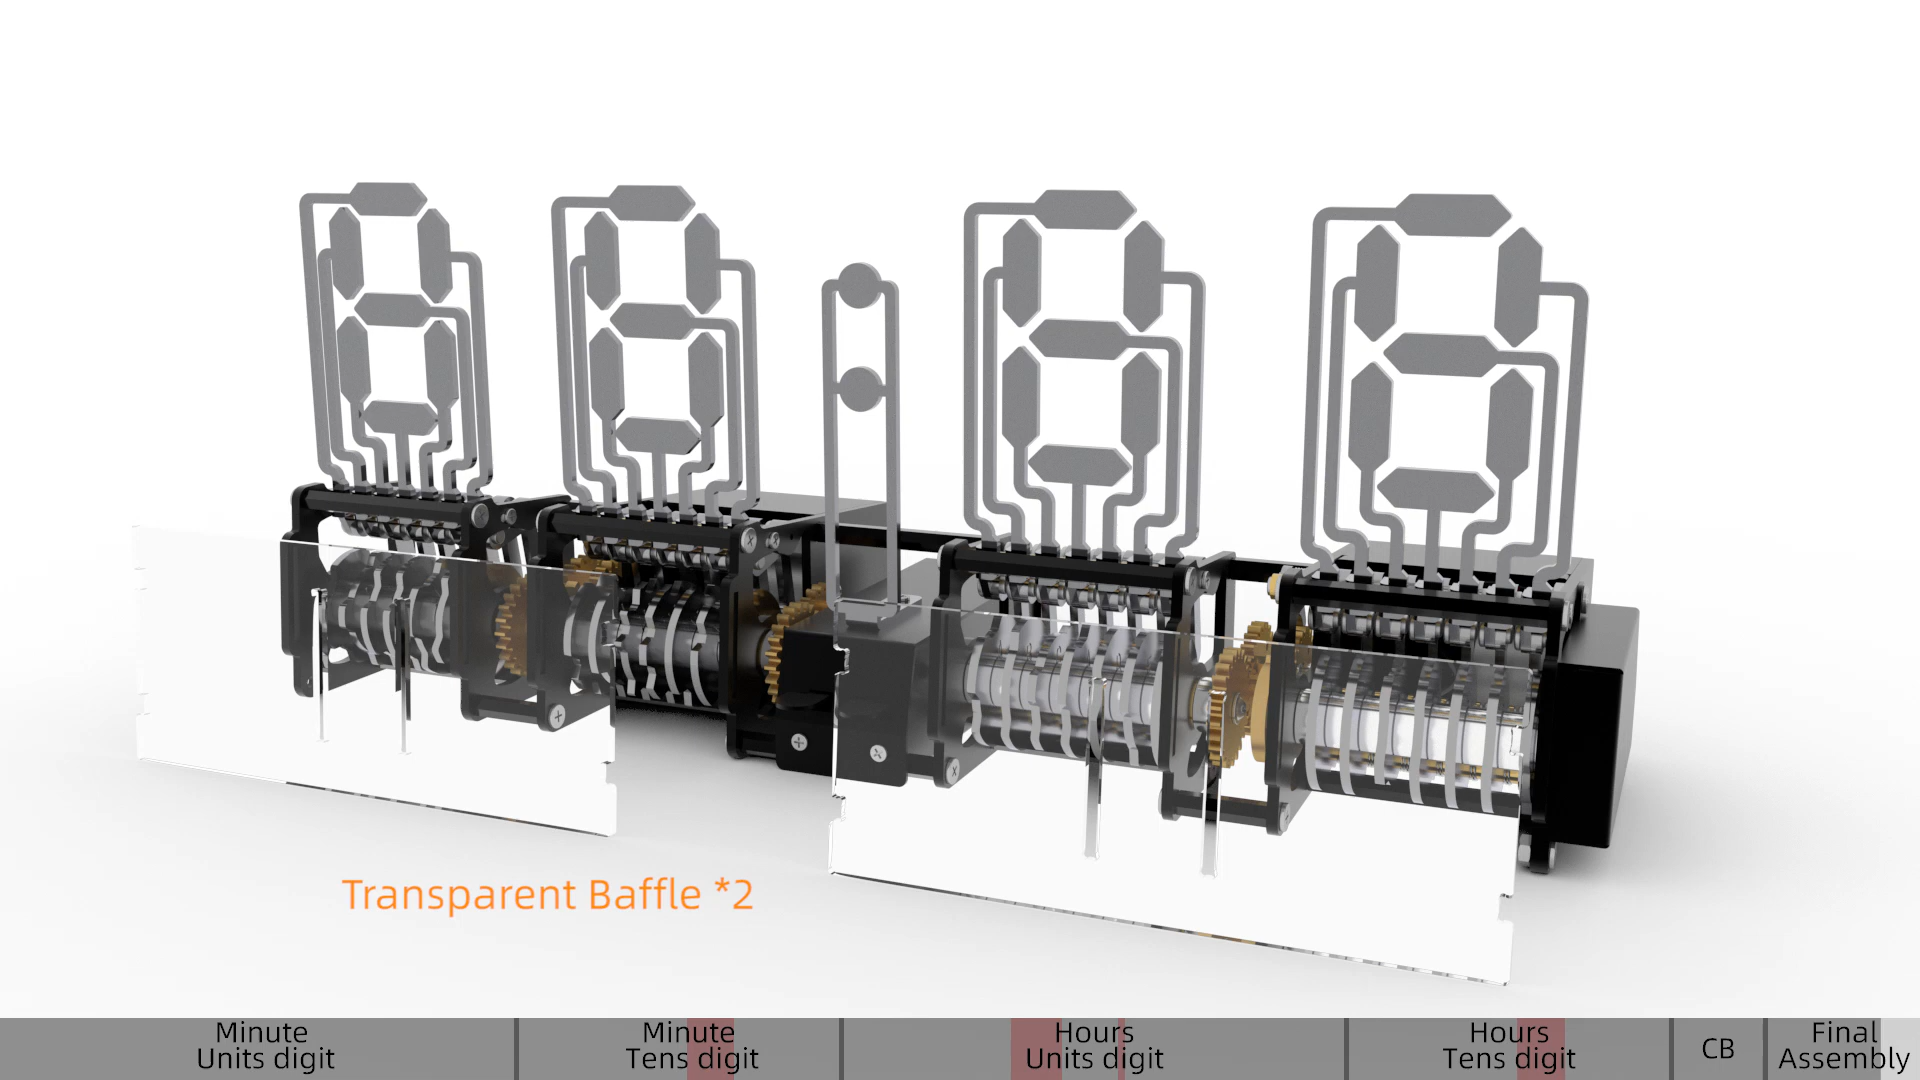 Transparent Baffle *2
Minute
Units digit
Minute
Tens digit
Hours
Units digit
Hours
Tens digit
CB
Final
Assembly